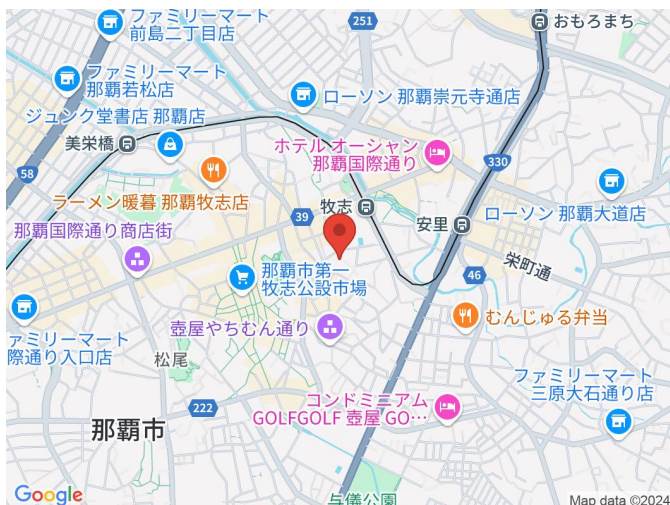 ファミリーマート
前島二丁目店
251
おもろまち
ファミリーマート
那覇若松店
ローソン 那覇崇元寺通店
ジュンク堂書店 那覇店
美栄橋
ホテル オーシャン
那覇国際通り
330
58
ラーメン暖暮 那覇牧志店
39
牧志
安里
ローソン 那覇大道店
那覇国際通り商店街
栄町通
那覇市第一
牧志公設市場
46
ファミリーマート
際通り入口店
壺屋やちむん通り
むんじゅる弁当
松尾
222
コンドミニアム
GOLFGOLF 壺屋 GO…
ファミリーマート
三原大石通り店
那覇市
与儀公園
Google
Map data ©2024